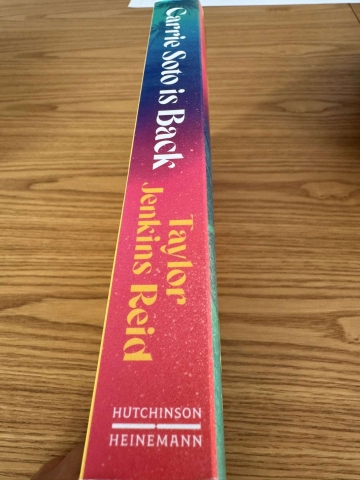 Carrie Soto is Back
Taylor
Jenkins Reid
HUTCHINSON
HEINEMANN